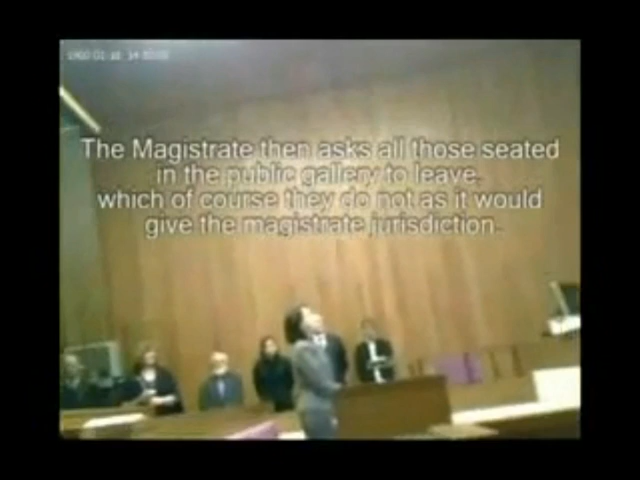 The Magistrate then asks all those seated
in the public gallery to leave,
which of course they do not as it would
give the magistrate jurisdiction.